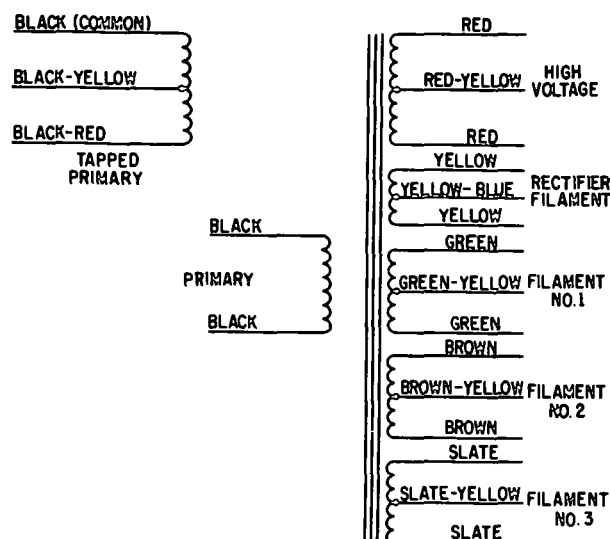 BLACK (COMMON)
BLACK-YELLOW
BLACK-RED
TAPPED
PRIMARY
BLACK
PRIMARY
BLACK
RED
RED-YELLOW
HIGH
VOLTAGE
RED
YELLOW
YELLOW-BLUE
RECTIFIER
FILAMENT
YELLOW
GREEN
GREEN-YELLOW
FILAMENT
NO.1
GREEN
BROWN
BROWN-YELLOW
FILAMENT
NO. 2
BROWN
SLATE
SLATE-YELLOW
FILAMENT
NO. 3
SLATE